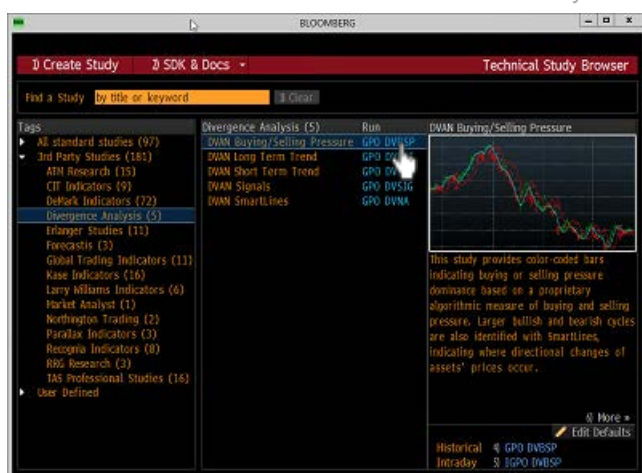 BLOOMBERG
1) Create Study 2) SDK & Docs Technical Study Browser
Find a Study by title or keyword 3) Clear
Tags
All standard studies (97)
3rd Party Studies (181)
ATM Research (15)
CIT Indicators (9)
DeMark Indicators (72)
Divergence Analysis (5)
Erlanger Studies (11)
Forecastis (3)
Global Trading Indicators (11)
Kase Indicators (16)
Larry Williams Indicators (6)
Market Analyst (1)
Northington Trading (2)
Parallax Indicators (3)
Recognia Indicators (8)
RRG Research (3)
TAS Professional Studies (16)
User Defined
Divergence Analysis (5) Run
DVAN Buying/Selling Pressure GPO DVBSP
DVAN Long Term Trend GPO
DVAN Short Term Trend GPO
DVAN Signals GPO DVSIG
DVAN SmartLines GPO DVNA
DVAN Buying/Selling Pressure
This study provides color-coded bars
indicating buying or selling pressure
dominance based on a proprietary
algorithmic measure of buying and selling
pressure. Larger bullish and bearish cycles
are also identified with SmartLines,
indicating where directional changes of
assets' prices occur.
6) More »
Edit Defaults
Historical 4) GPO DVBSP
Intraday 5) IGPO DVBSP